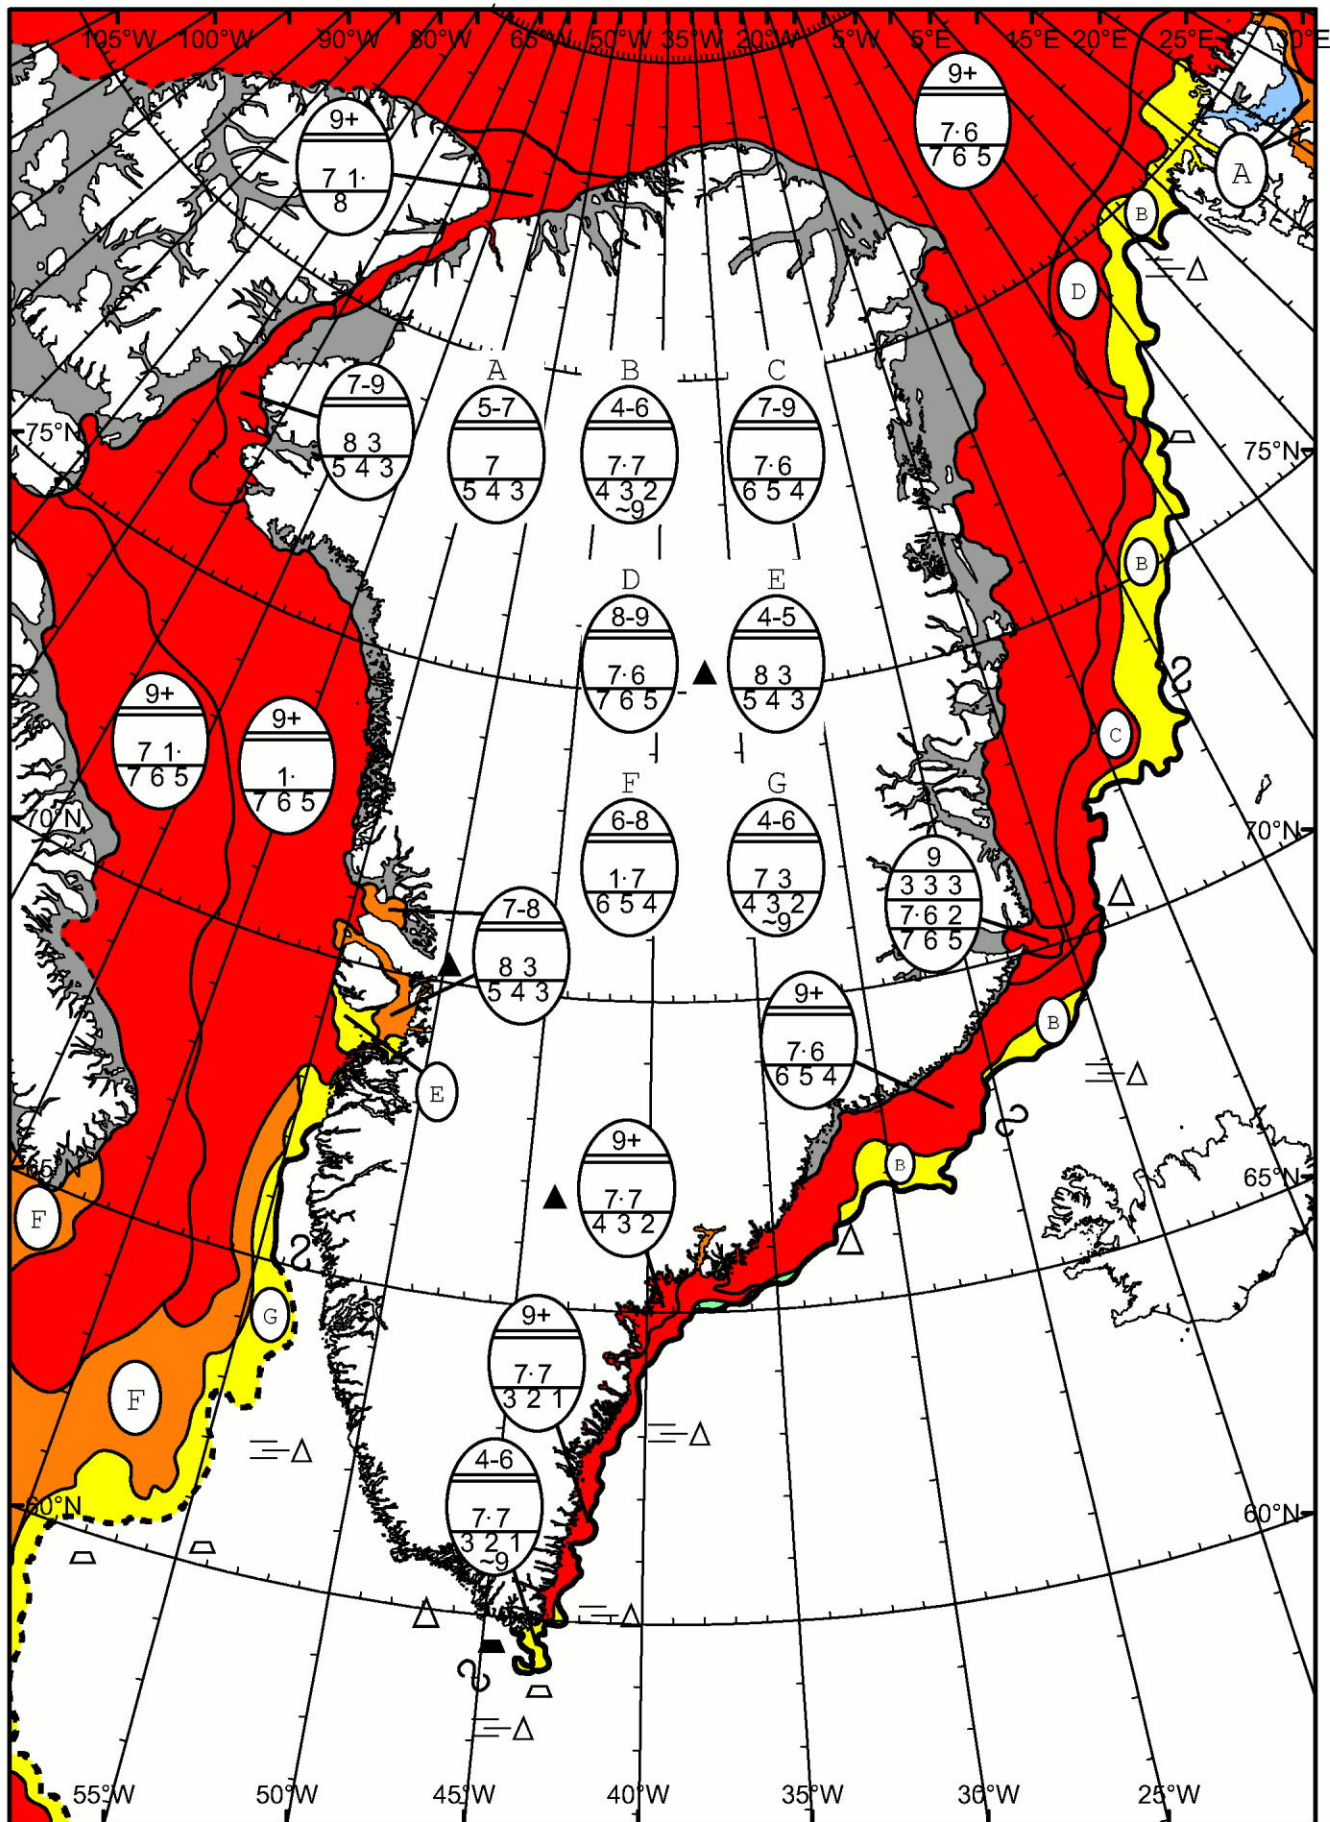 105°W 100°W 90°W 80°W 65°W 50°W 35°W 20°W 5°W 5°E 15°E 20°E 25°E
9+
7· 6
7 6 5
9+
7 1·
8
A
B
D
7-9
8 3
5 4 3
A
5-7
7
5 4 3
B
4-6
7· 7
4 3 2
~9
C
7-9
7· 6
6 5 4
75°N
75°N
B
D
8-9
7· 6
7 6 5
E
4-5
8 3
5 4 3
9+
7 1·
7 6 5
9+
1·
7 6 5
C
F
6-8
1· 7
6 5 4
G
4-6
7 3
4 3 2
~9
70°N
70°N
9
3 3 3
7· 6 2
7 6 5
7-8
8 3
5 4 3
9+
7· 6
6 5 4
B
E
9+
7· 7
4 3 2
B
65°N
65°N
F
G
9+
7· 7
3 2 1
F
4-6
7· 7
3 2 1
~9
60°N
60°N
55°W 50°W 45°W 40°W 35°W 30°W 25°W